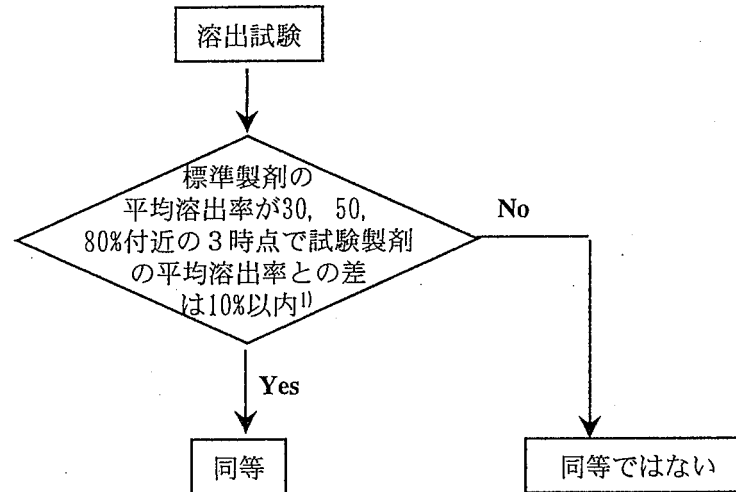 溶出試験
標準製剤の
平均溶出率が30, 50,
80%付近の3時点で試験製剤
の平均溶出率との差
は10%以内1)
No
Yes
同等
同等ではない